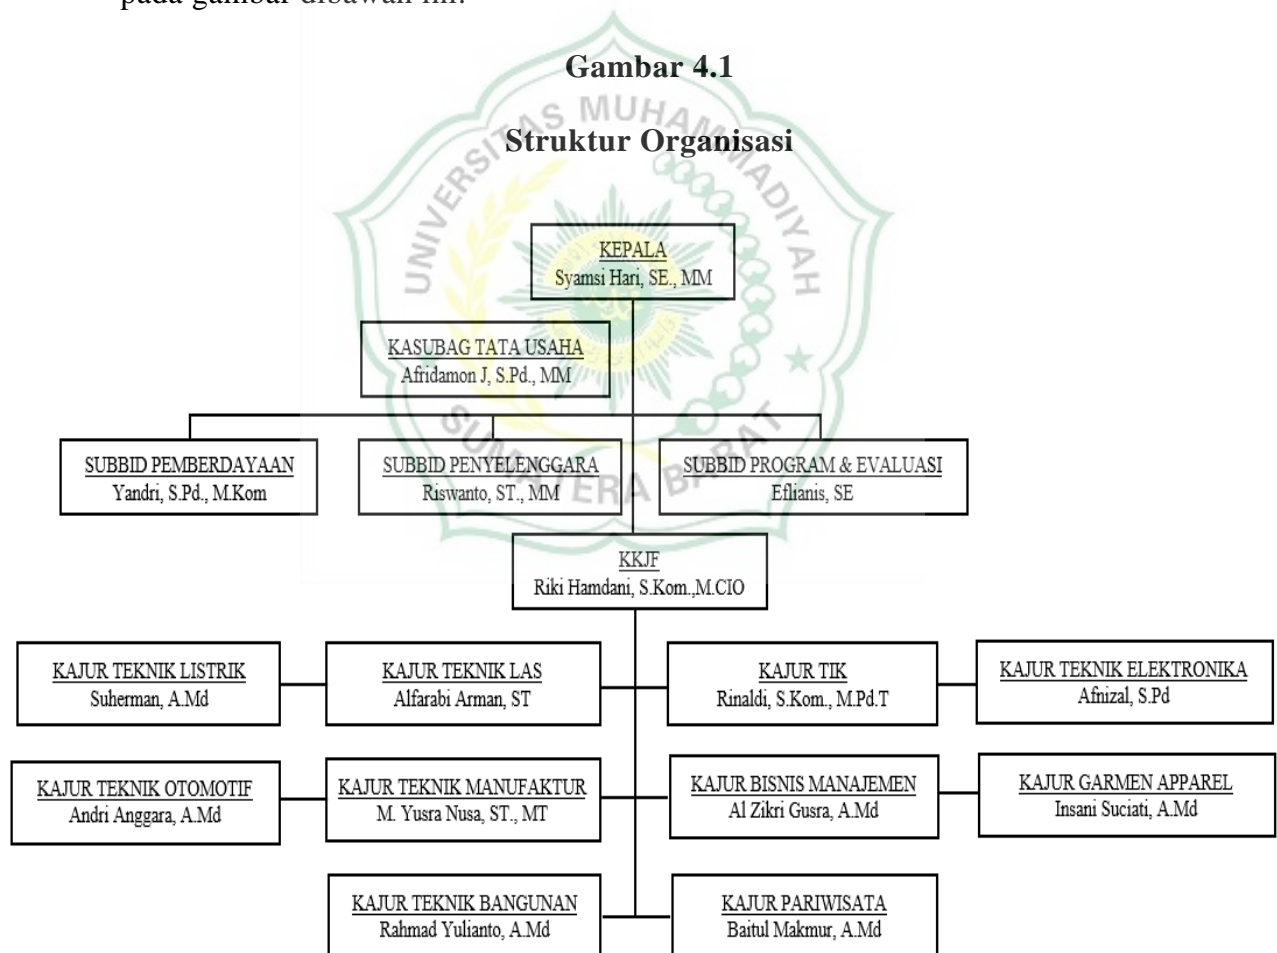 pada gambar dibawah ini:
Gambar 4.1
Struktur Organisasi
UNIVERSITAS MUHAMMADIYAH
SUMATERA BARAT
KEPALA
Syamsi Hari, SE., MM
KASUBAG TATA USAHA
Afridamon J, S.Pd., MM
SUBBID PEMBERDAYAAN
Yandri, S.Pd., M.Kom
SUBBID PENYELENGGARA
Riswanto, ST., MM
SUBBID PROGRAM & EVALUASI
Eflianis, SE
KKJF
Riki Hamdani, S.Kom.,M.CIO
KAJUR TEKNIK LISTRIK
Suherman, A.Md
KAJUR TEKNIK LAS
Alfarabi Arman, ST
KAJUR TIK
Rinaldi, S.Kom., M.Pd.T
KAJUR TEKNIK ELEKTRONIKA
Afnizal, S.Pd
KAJUR TEKNIK OTOMOTIF
Andri Anggara, A.Md
KAJUR TEKNIK MANUFAKTUR
M. Yusra Nusa, ST., MT
KAJUR BISNIS MANAJEMEN
Al Zikri Gusra, A.Md
KAJUR GARMEN APPAREL
Insani Suciati, A.Md
KAJUR TEKNIK BANGUNAN
Rahmad Yulianto, A.Md
KAJUR PARIWISATA
Baitul Makmur, A.Md